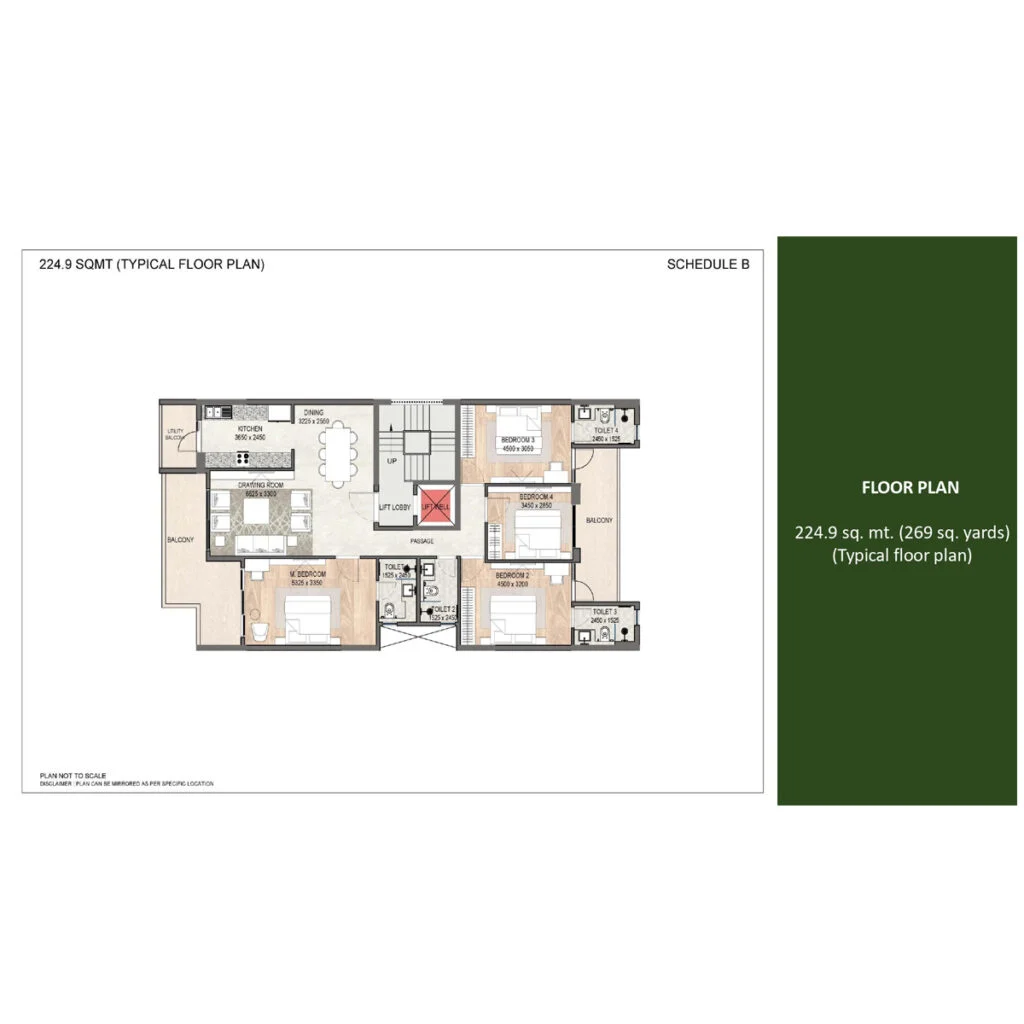 224.9 SQMT (TYPICAL FLOOR PLAN)
SCHEDULE B
DINING
3225 x 2550
KITCHEN
3650 x 2450
UTILITY
BALCONY
BEDROOM 3
4500 x 3050
TOILET 4
2450 x 1525
UP
DRAWING ROOM
6625 x 3300
LIFT LOBBY
LIFT WELL
BEDROOM 4
3450 x 2850
BALCONY
BALCONY
PASSAGE
M. BEDROOM
5325 x 3350
TOILET
1525 x 2450
BEDROOM 2
4500 x 3200
TOILET 2
1525 x 2450
TOILET 3
2450 x 1525
PLAN NOT TO SCALE
DISCLAIMER : PLAN CAN BE MIRRORED AS PER SPECIFIC LOCATION
FLOOR PLAN
224.9 sq. mt. (269 sq. yards)
(Typical floor plan)